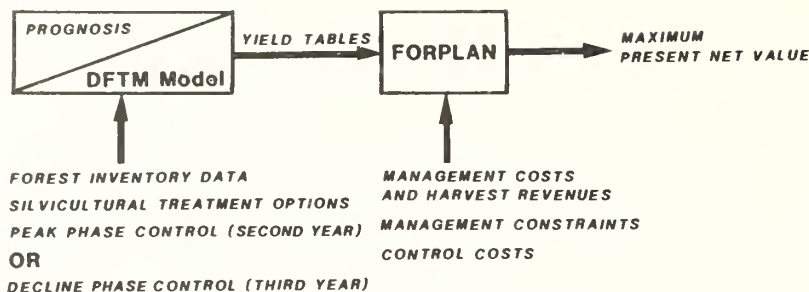 PROGNOSIS
DFTM Model
YIELD TABLES
FORPLAN
MAXIMUM
PRESENT NET VALUE
FOREST INVENTORY DATA
SILVICULTURAL TREATMENT OPTIONS
PEAK PHASE CONTROL (SECOND YEAR)
OR
DECLINE PHASE CONTROL (THIRD YEAR)
MANAGEMENT COSTS
AND HARVEST REVENUES
MANAGEMENT CONSTRAINTS
CONTROL COSTS